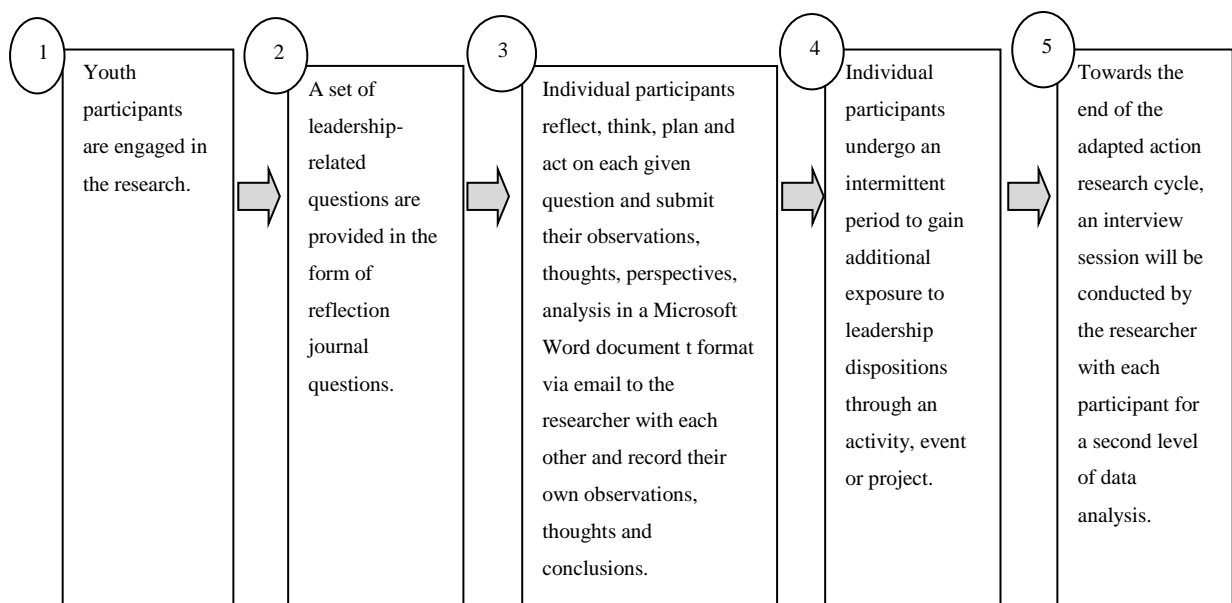 1
Youth
participants
are engaged in
the research.
2
A set of
leadership-
related
questions are
provided in the
form of
reflection
journal
questions.
3
Individual participants
reflect, think, plan and
act on each given
question and submit
their observations,
thoughts, perspectives,
analysis in a Microsoft
Word document t format
via email to the
researcher with each
other and record their
own observations,
thoughts and
conclusions.
4
Individual
participants
undergo an
intermittent
period to gain
additional
exposure to
leadership
dispositions
through an
activity, event
or project.
5
Towards the
end of the
adapted action
research cycle,
an interview
session will be
conducted by
the researcher
with each
participant for
a second level
of data
analysis.